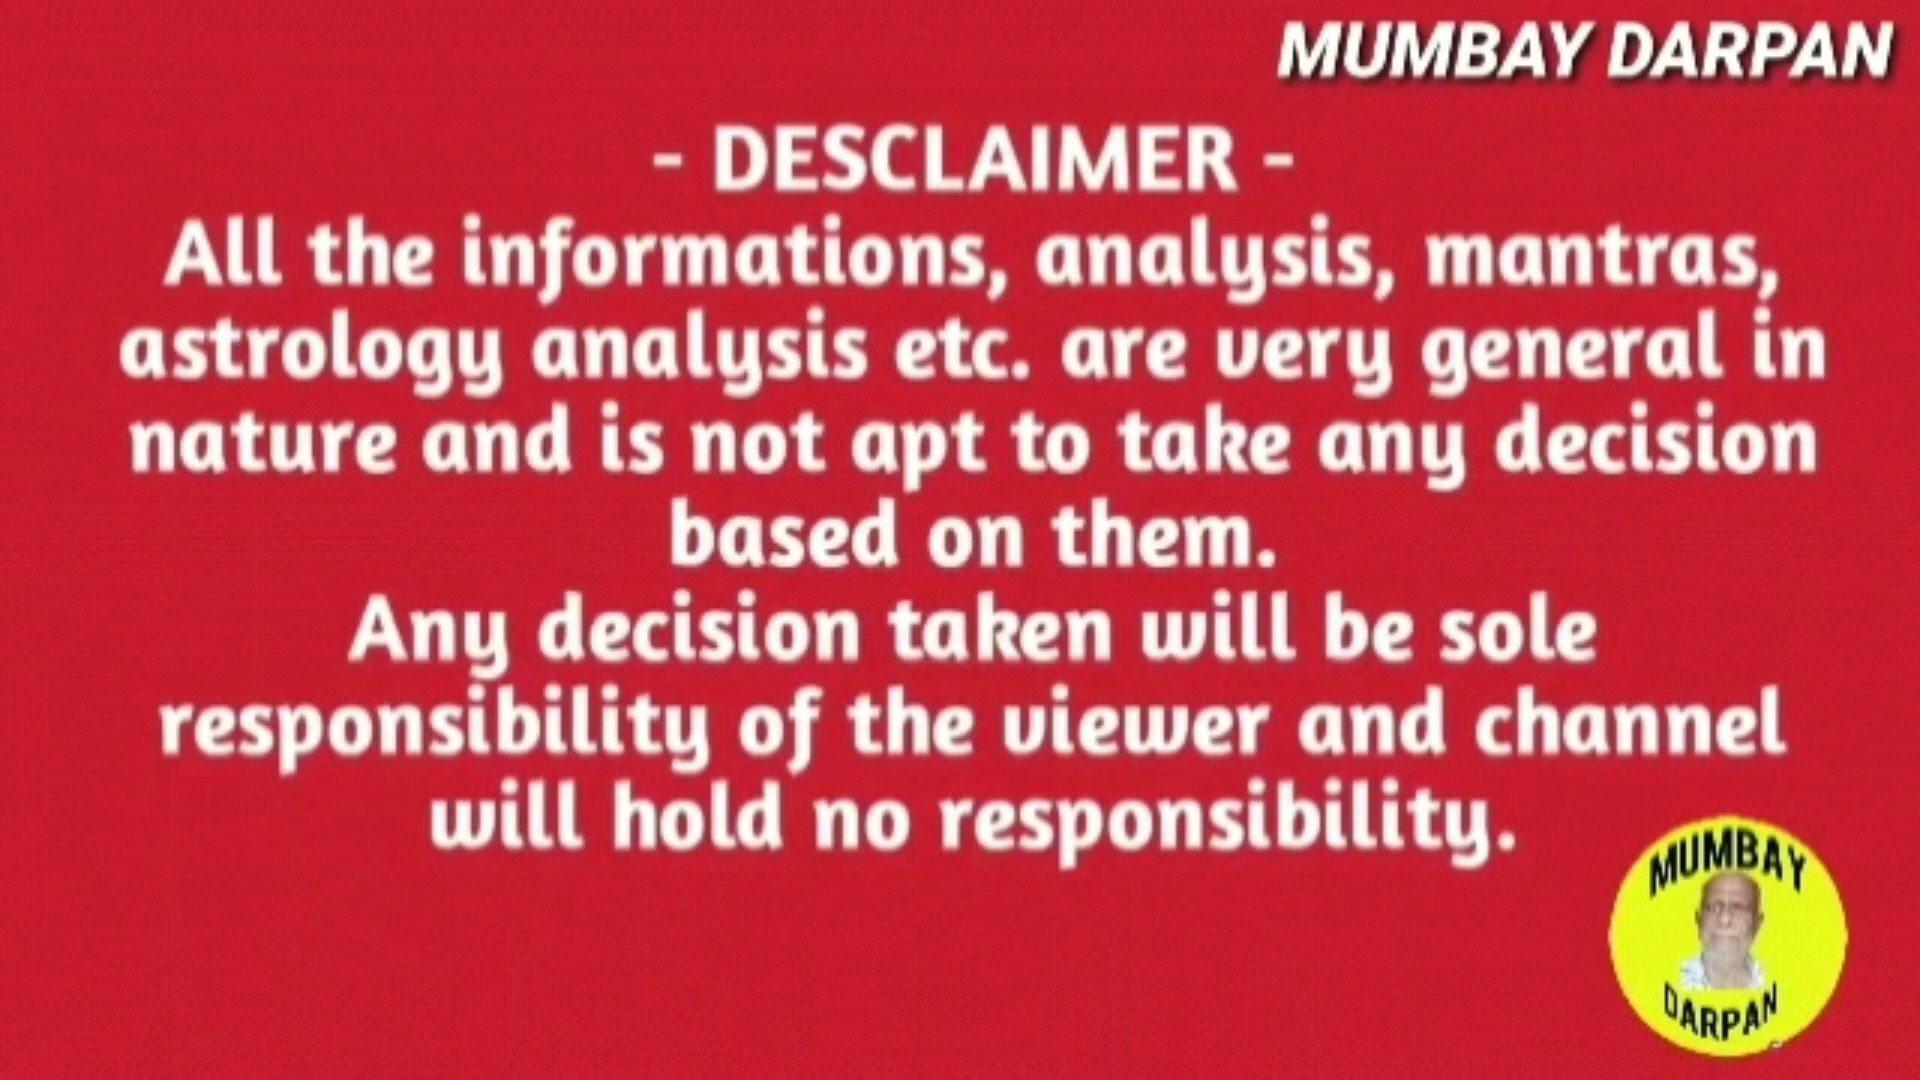 MUMBAY DARPAN
- DESCLAIMER -
All the informations, analysis, mantras,
astrology analysis etc. are very general in
nature and is not apt to take any decision
based on them.
Any decision taken will be sole
responsibility of the viewer and channel
will hold no responsibility.
MUMBAY
DARPAN